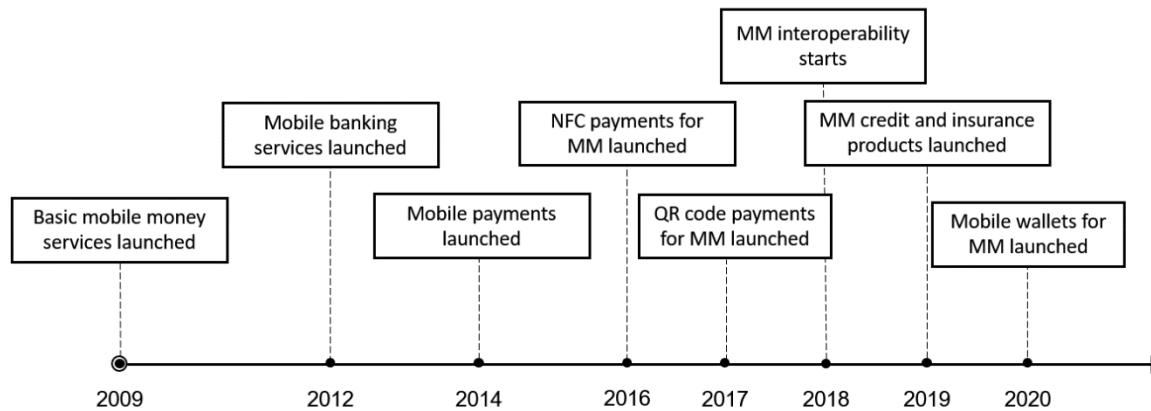 MM interoperability
starts
Mobile banking
services launched
NFC payments for
MM launched
MM credit and insurance
products launched
Basic mobile money
services launched
Mobile payments
launched
QR code payments
for MM launched
Mobile wallets for
MM launched
2009
2012
2014
2016
2017
2018
2019
2020